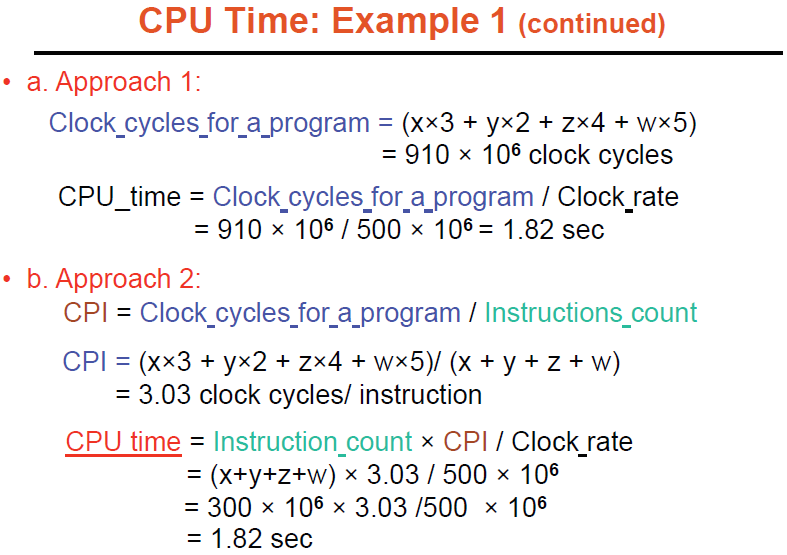 CPU Time: Example 1 (continued)
• a. Approach 1:
Clock_cycles_for_a_program = (x×3 + y×2 + z×4 + w×5)
= 910 × 10⁶ clock cycles
CPU_time = Clock_cycles_for_a_program / Clock_rate
= 910 × 10⁶ / 500 × 10⁶ = 1.82 sec
• b. Approach 2:
CPI = Clock_cycles_for_a_program / Instructions_count
CPI = (x×3 + y×2 + z×4 + w×5)/ (x + y + z + w)
= 3.03 clock cycles/ instruction
CPU time = Instruction_count × CPI / Clock_rate
= (x+y+z+w) × 3.03 / 500 × 10⁶
= 300 × 10⁶ × 3.03 /500 × 10⁶
= 1.82 sec